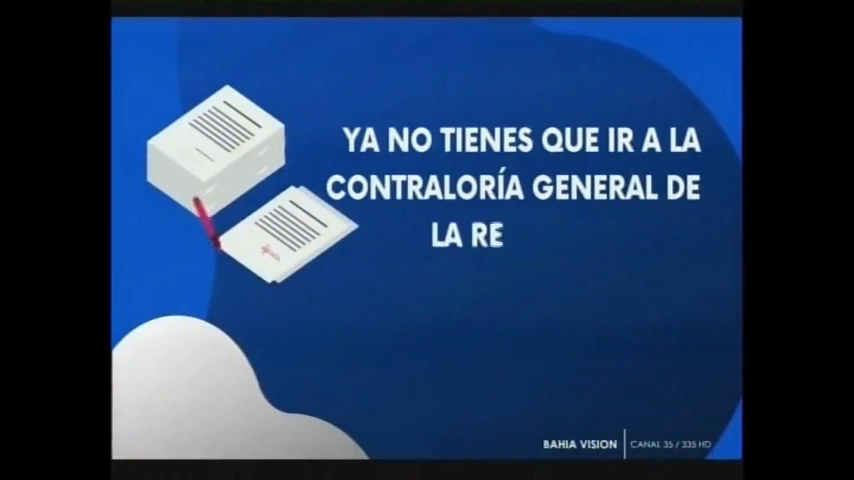 YA NO TIENES QUE IR A LA
CONTRALORÍA GENERAL DE
LA RE
BAHIA VISION
CANAL 35 / 335 HD